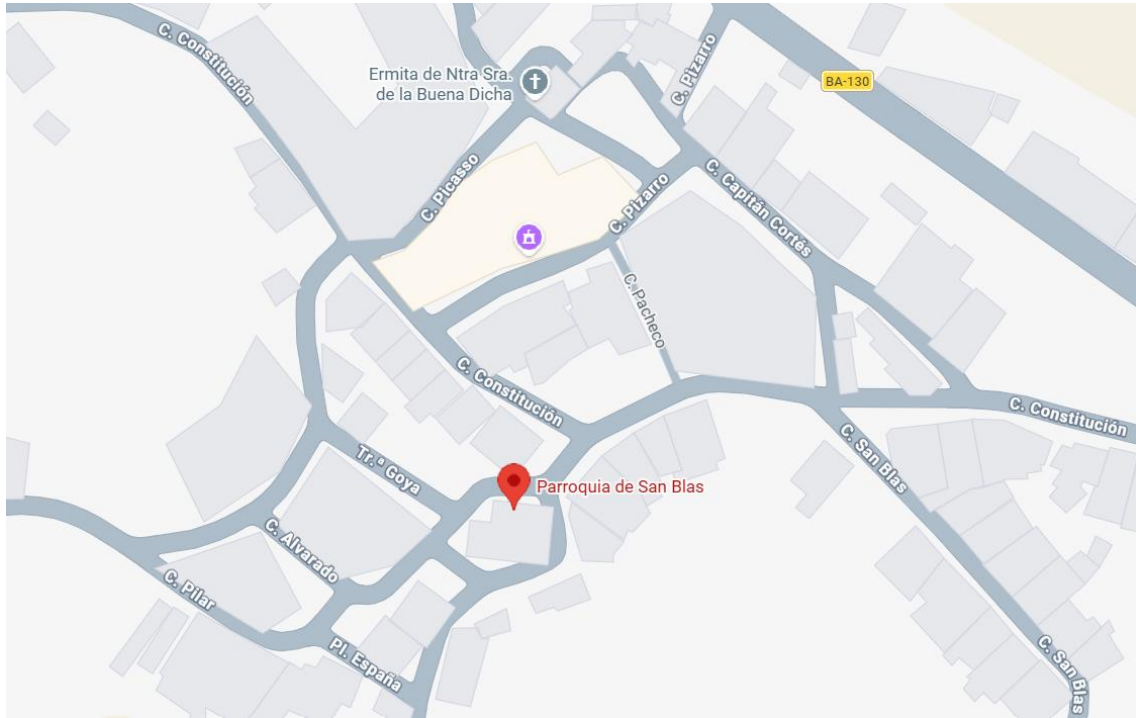 C. Constitución
Ermita de Ntra Sra.
de la Buena Dicha
C. Pizarro
BA-130
C. Picasso
C. Pizarro
C. Capitán Cortés
C. Pacheco
C. Constitución
C. Constitución
Tr.ª Goya
Parroquia de San Blas
C. San Blas
C. Alvarado
C. Pilar
Pl. España
C. San Blas